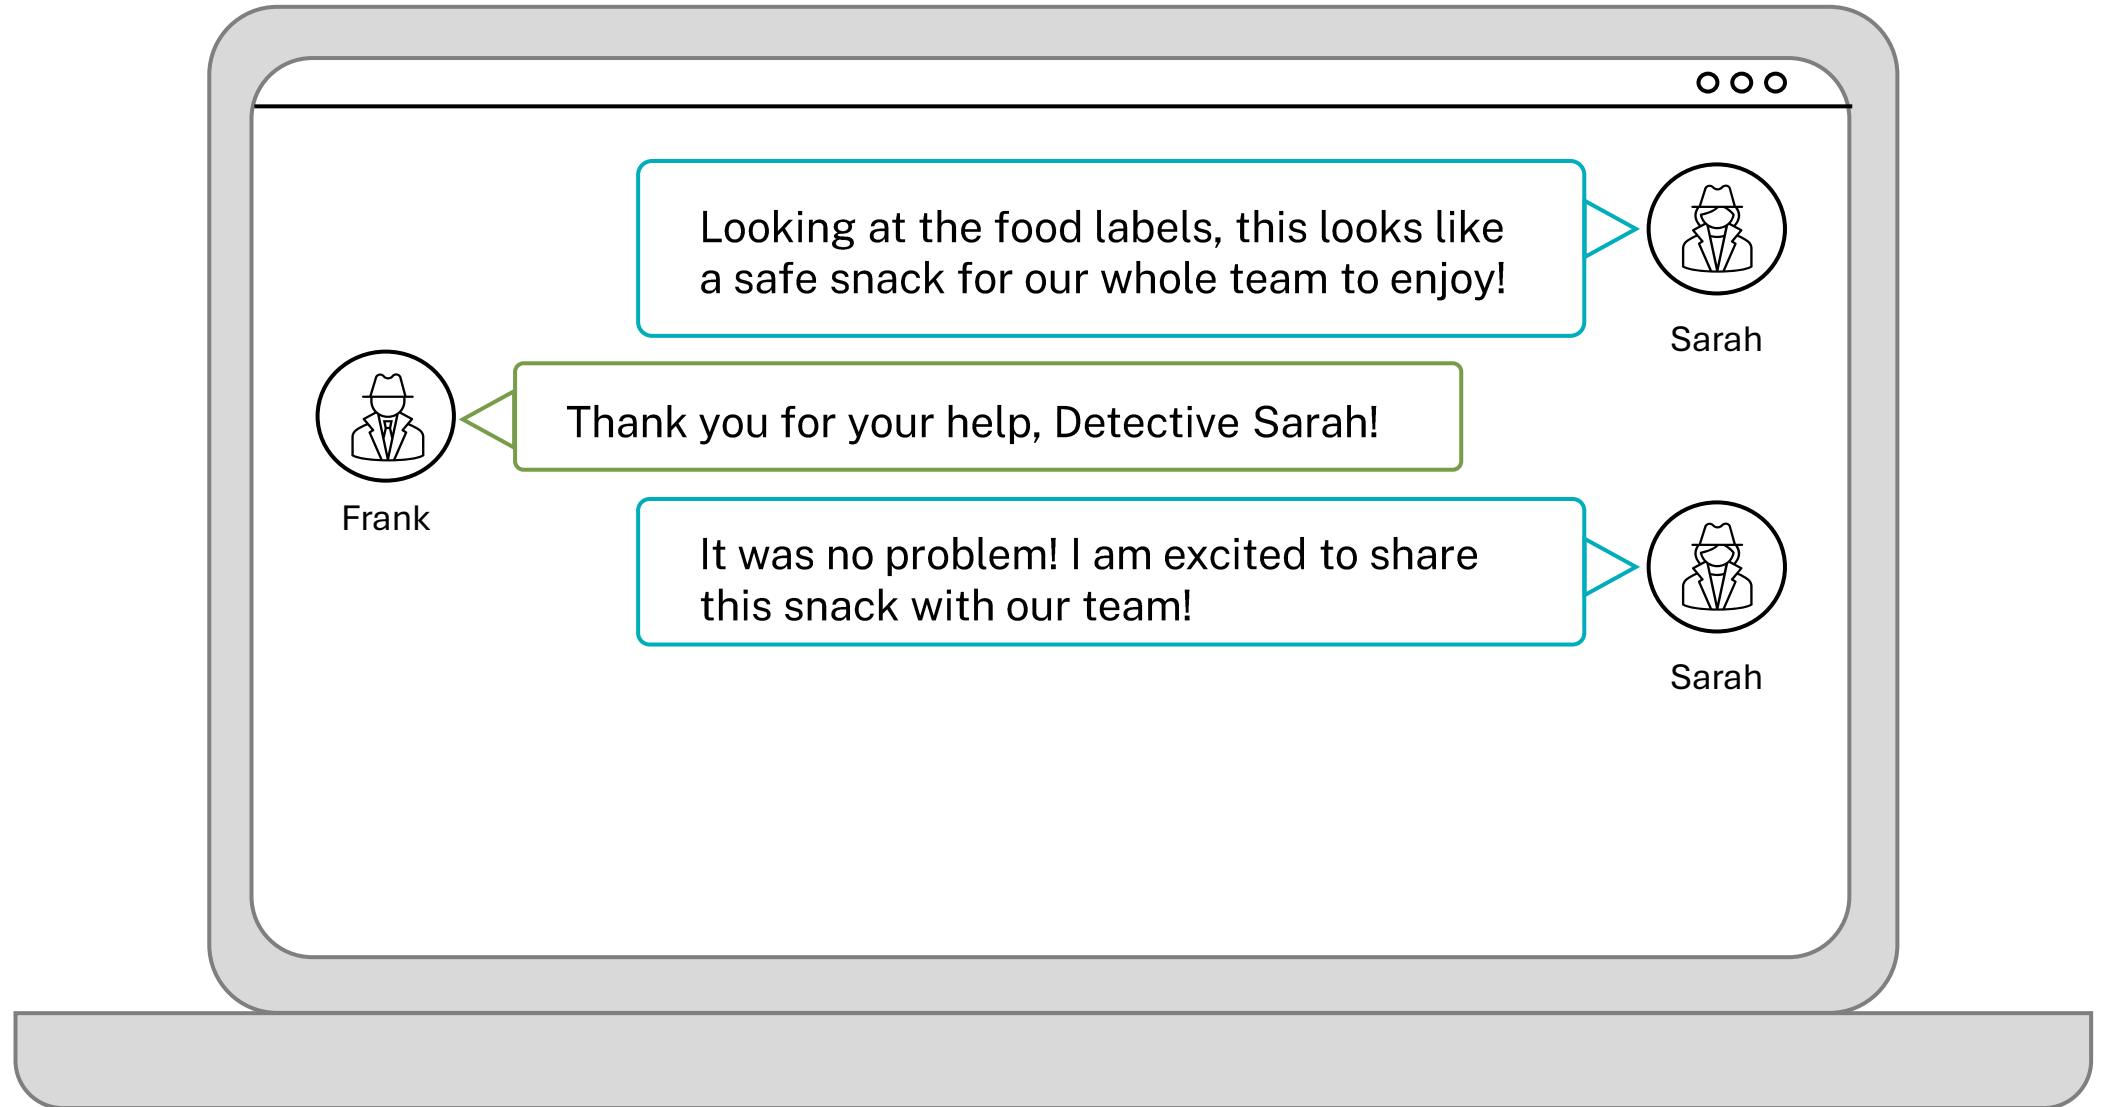 Looking at the food labels, this looks like
a safe snack for our whole team to enjoy!
Sarah
Thank you for your help, Detective Sarah!
Frank
It was no problem! I am excited to share
this snack with our team!
Sarah